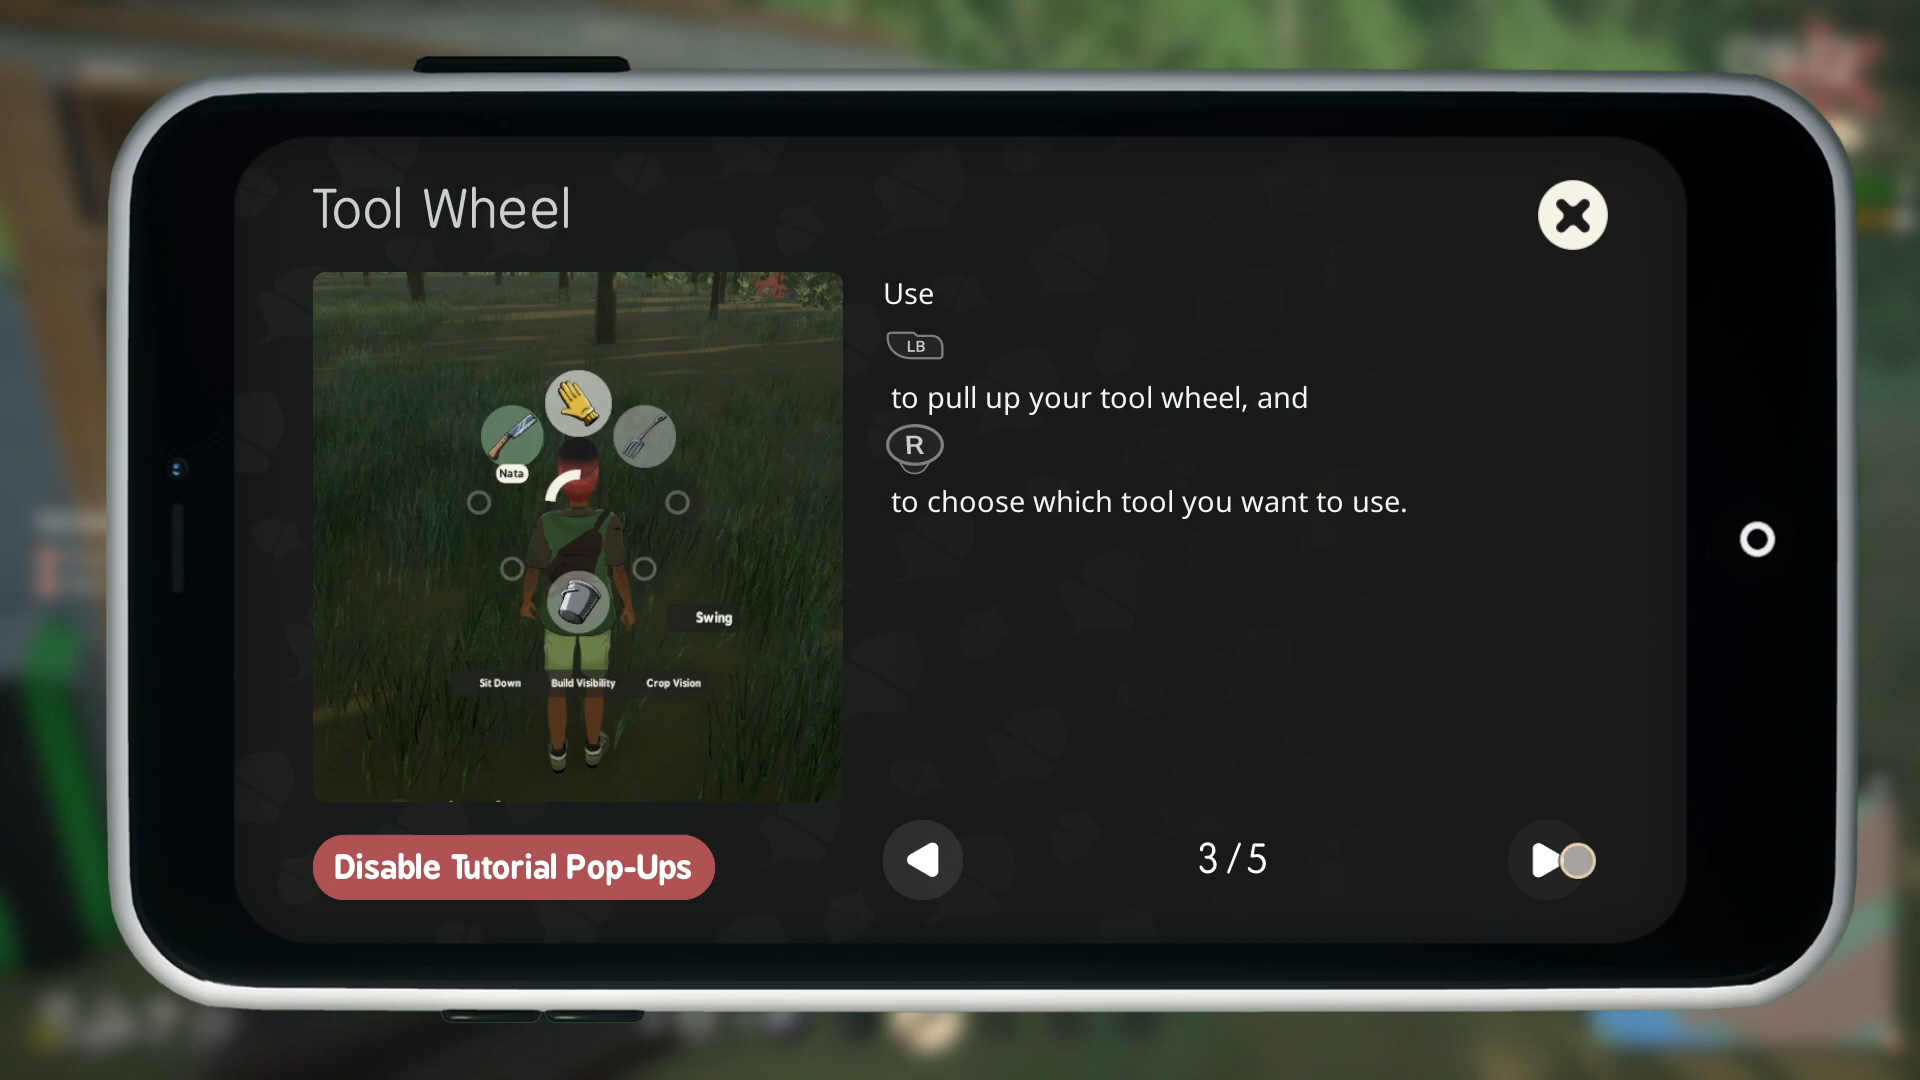 Tool Wheel
Use
LB
to pull up your tool wheel, and
R
to choose which tool you want to use.
Nata
Swing
Sit Down
Build Visibility
Crop Vision
Disable Tutorial Pop-Ups
3/5